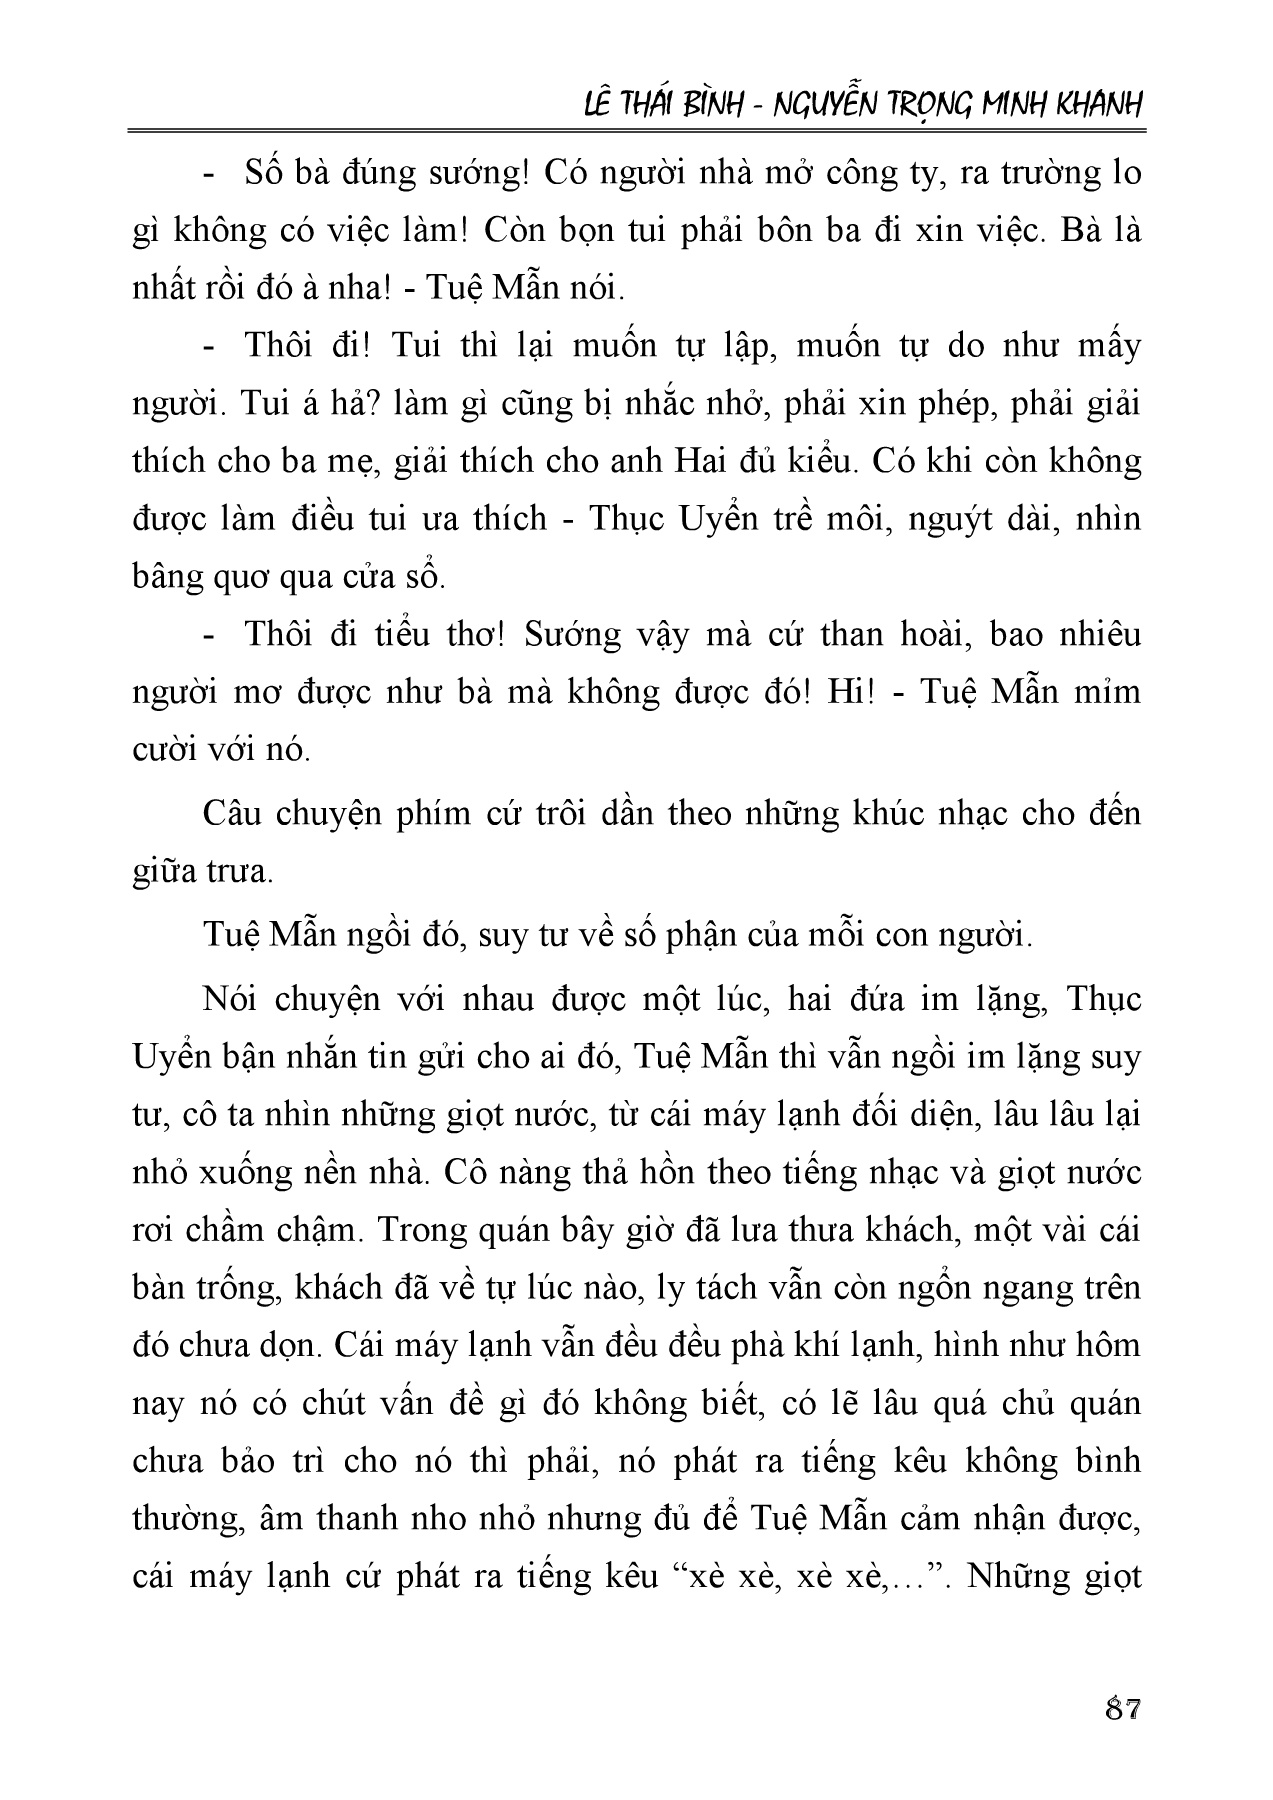 LÊ THÁI BÌNH - NGUYỄN TRỌNG MINH KHANH
- Số bà đúng sướng! Có người nhà mở công ty, ra trường lo
gì không có việc làm! Còn bọn tui phải bôn ba đi xin việc. Bà là
nhất rồi đó à nha! - Tuệ Mẫn nói.
- Thôi đi! Tui thì lại muốn tự lập, muốn tự do như mấy
người. Tui á hả? làm gì cũng bị nhắc nhở, phải xin phép, phải giải
thích cho ba mẹ, giải thích cho anh Hai đủ kiểu. Có khi còn không
được làm điều tui ưa thích - Thục Uyển trề môi, nguýt dài, nhìn
bâng quơ qua cửa sổ.
- Thôi đi tiểu thơ! Sướng vậy mà cứ than hoài, bao nhiêu
người mơ được như bà mà không được đó! Hi! - Tuệ Mẫn mỉm
cười với nó.
Câu chuyện phím cứ trôi dần theo những khúc nhạc cho đến
giữa trưa.
Tuệ Mẫn ngồi đó, suy tư về số phận của mỗi con người.
Nói chuyện với nhau được một lúc, hai đứa im lặng, Thục
Uyển bận nhắn tin gửi cho ai đó, Tuệ Mẫn thì vẫn ngồi im lặng suy
tư, cô ta nhìn những giọt nước, từ cái máy lạnh đối diện, lâu lâu lại
nhỏ xuống nền nhà. Cô nàng thả hồn theo tiếng nhạc và giọt nước
rơi chầm chậm. Trong quán bây giờ đã lưa thưa khách, một vài cái
bàn trống, khách đã về tự lúc nào, ly tách vẫn còn ngổn ngang trên
đó chưa dọn. Cái máy lạnh vẫn đều đều phà khí lạnh, hình như hôm
nay nó có chút vấn đề gì đó không biết, có lẽ lâu quá chủ quán
chưa bảo trì cho nó thì phải, nó phát ra tiếng kêu không bình
thường, âm thanh nho nhỏ nhưng đủ để Tuệ Mẫn cảm nhận được,
cái máy lạnh cứ phát ra tiếng kêu “xè xè, xè xè,…”. Những giọt
87